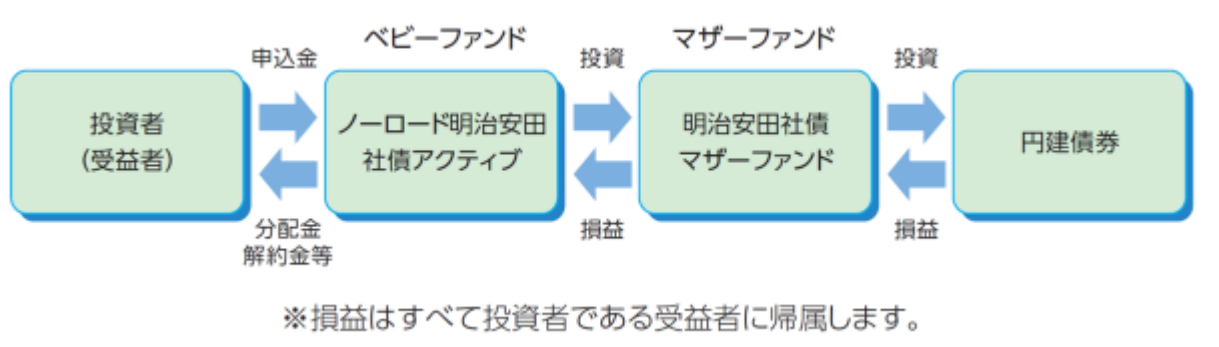 ベビーファンド
マザーファンド
申込金
投資
投資
投資者
(受益者)
ノーロード明治安田
社債アクティブ
明治安田社債
マザーファンド
円建債券
分配金
解約金等
損益
損益
※損益はすべて投資者である受益者に帰属します。